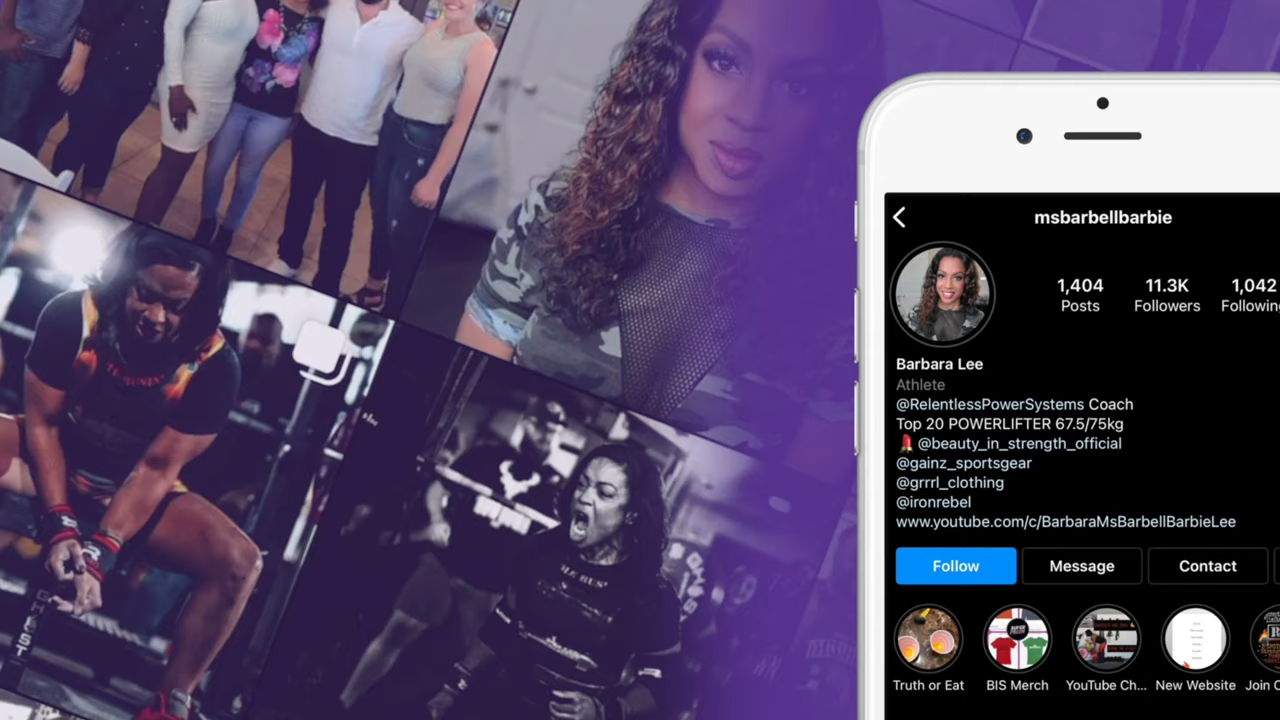 msbarbellbarbie
1,404
Posts
11.3K
Followers
1,042
Following
Barbara Lee
Athlete
@RelentlessPowerSystems Coach
Top 20 POWERLIFTER 67.5/75kg
💄 @beauty_in_strength_official
@gainz_sportsgear
@grrrl_clothing
@ironrebel
www.youtube.com/c/BarbaraMsBarbellBarbieLee
Follow
Message
Contact
Truth or Eat
BIS Merch
YouTube Ch...
New Website
Join